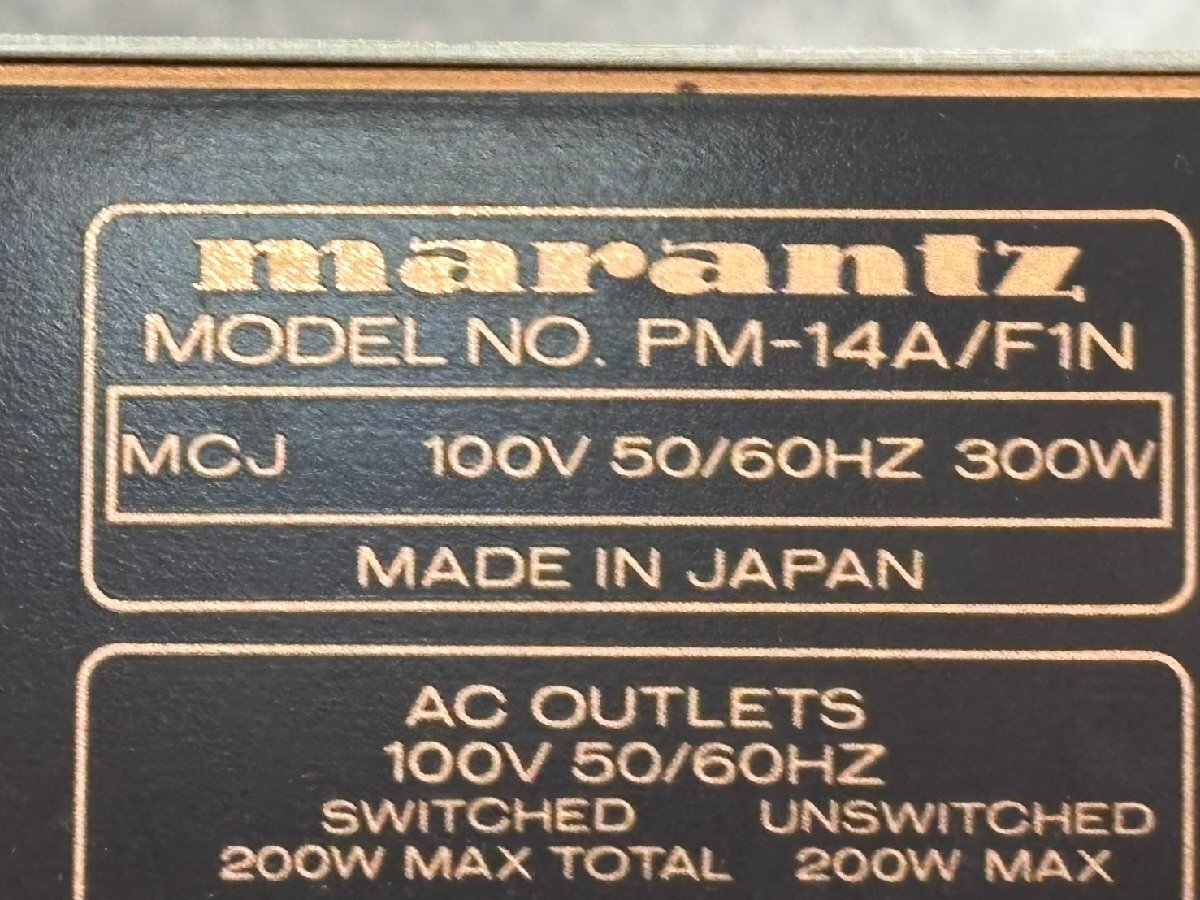 marantz
MODEL NO. PM-14A/F1N
MCJ 100V 50/60HZ 300W
MADE IN JAPAN
AC OUTLETS
100V 50/60HZ
SWITCHED UNSWITCHED
200W MAX TOTAL 200W MAX